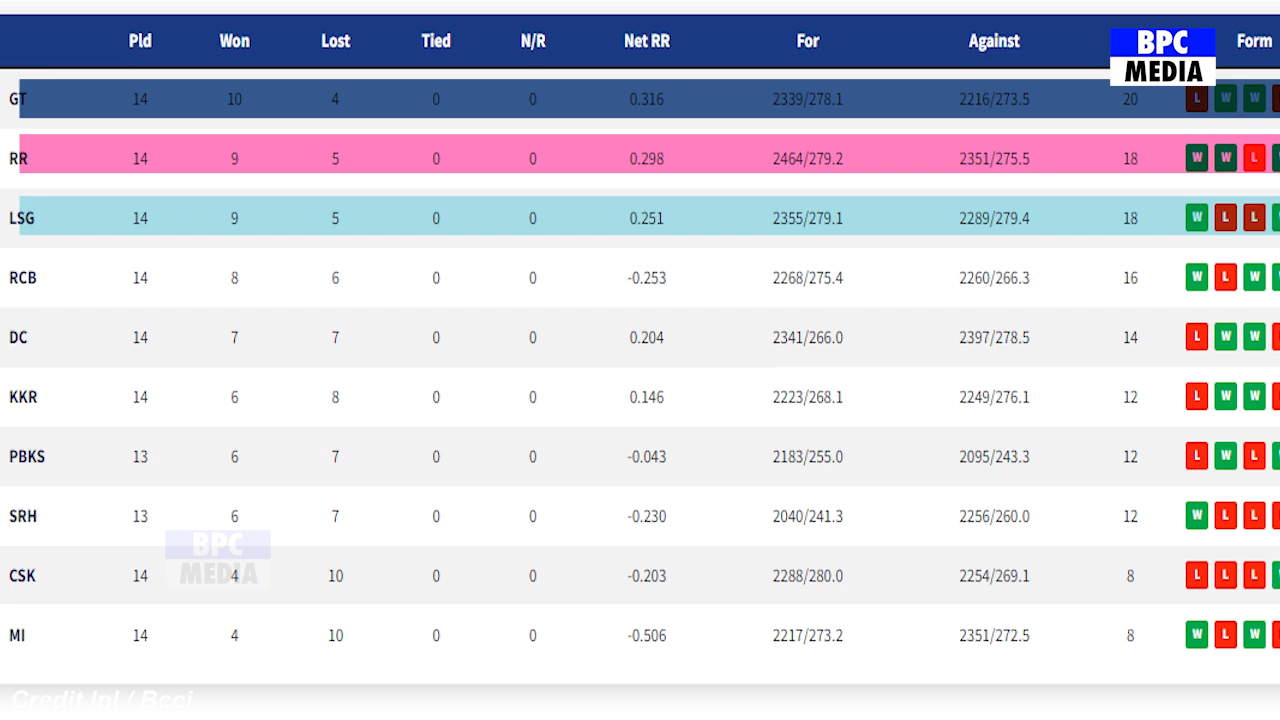 Pld Won Lost Tied N/R Net RR For Against BPC MEDIA Form
GT 14 10 4 0 0 0.316 2339/278.1 2216/273.5 20 L W W
RR 14 9 5 0 0 0.298 2464/279.2 2351/275.5 18 W W L
LSG 14 9 5 0 0 0.251 2355/279.1 2289/279.4 18 W L L
RCB 14 8 6 0 0 -0.253 2268/275.4 2260/266.3 16 W L W
DC 14 7 7 0 0 0.204 2341/266.0 2397/278.5 14 L W W
KKR 14 6 8 0 0 0.146 2223/268.1 2249/276.1 12 L W W
PBKS 13 6 7 0 0 -0.043 2183/255.0 2095/243.3 12 L W L
SRH 13 6 7 0 0 -0.230 2040/241.3 2256/260.0 12 W L L
BPC MEDIA
CSK 14 4 10 0 0 -0.203 2288/280.0 2254/269.1 8 L L L
MI 14 4 10 0 0 -0.506 2217/273.2 2351/272.5 8 W L W
Credit Ipl / Bcci